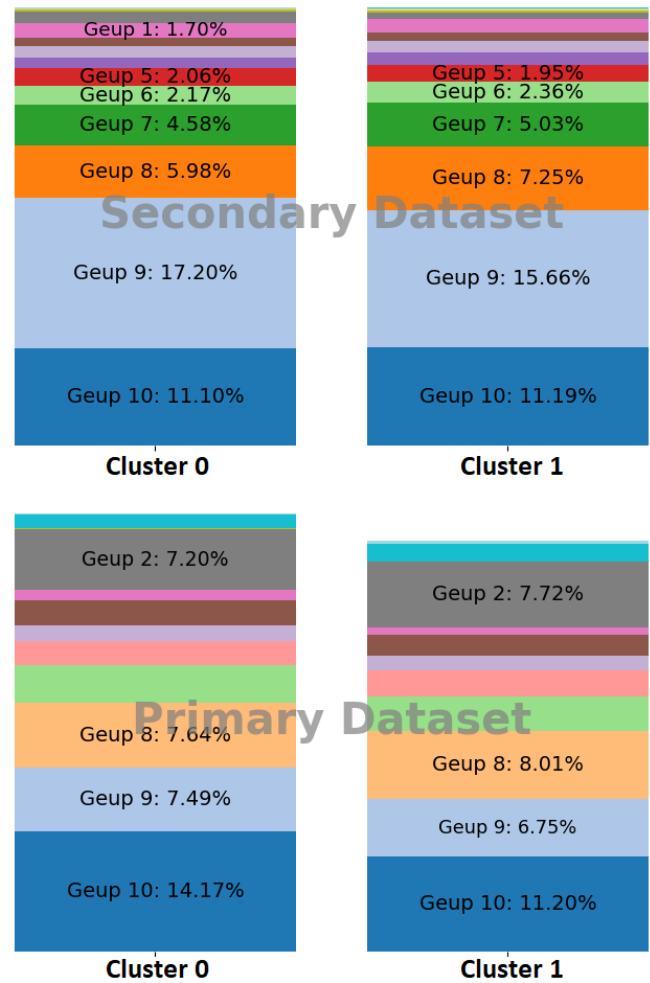 Geup 1: 1.70%
Geup 5: 2.06%
Geup 6: 2.17%
Geup 7: 4.58%
Geup 8: 5.98%
Geup 9: 17.20%
Geup 10: 11.10%
Cluster 0
Geup 5: 1.95%
Geup 6: 2.36%
Geup 7: 5.03%
Geup 8: 7.25%
Geup 9: 15.66%
Geup 10: 11.19%
Cluster 1
Secondary Dataset
Geup 2: 7.20%
Geup 8: 7.64%
Geup 9: 7.49%
Geup 10: 14.17%
Cluster 0
Geup 2: 7.72%
Geup 8: 8.01%
Geup 9: 6.75%
Geup 10: 11.20%
Cluster 1
Primary Dataset